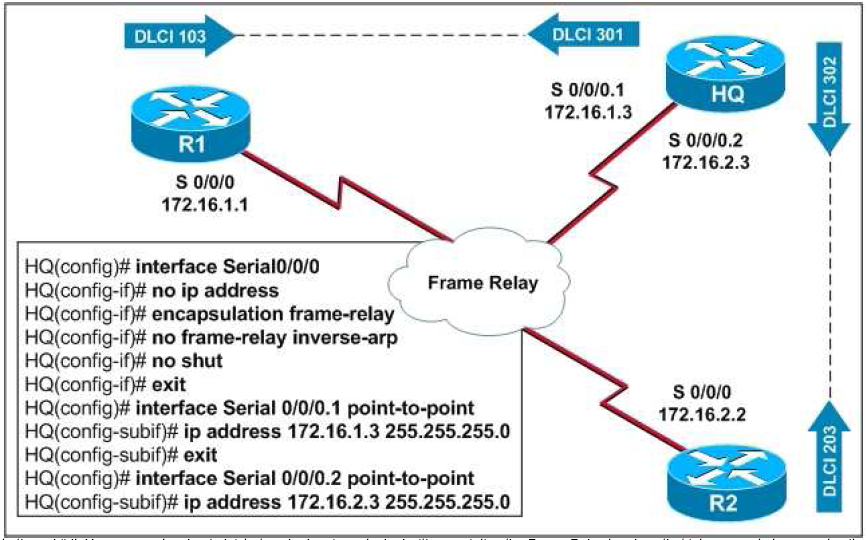 DLCI 103
DLCI 301
DLCI 302
S 0/0/0.1
172.16.1.3
HQ
R1
S 0/0/0.2
172.16.2.3
S 0/0/0
172.16.1.1
Frame Relay
HQ(config)# interface Serial0/0/0
HQ(config-if)# no ip address
HQ(config-if)# encapsulation frame-relay
HQ(config-if)# no frame-relay inverse-arp
HQ(config-if)# no shut
HQ(config-if)# exit
HQ(config)# interface Serial 0/0/0.1 point-to-point
HQ(config-subif)# ip address 172.16.1.3 255.255.255.0
HQ(config-subif)# exit
HQ(config)# interface Serial 0/0/0.2 point-to-point
HQ(config-subif)# ip address 172.16.2.3 255.255.255.0
S 0/0/0
172.16.2.2
DLCI 203
R2